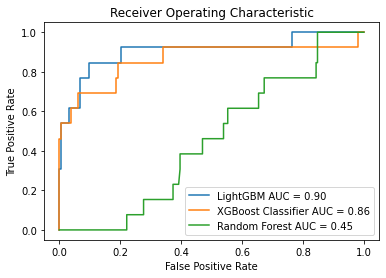 Receiver Operating Characteristic
True Positive Rate
1.0
0.8
0.6
0.4
0.2
0.0
LightGBM AUC = 0.90
XGBoost Classifier AUC = 0.86
Random Forest AUC = 0.45
0.0 0.2 0.4 0.6 0.8 1.0
False Positive Rate